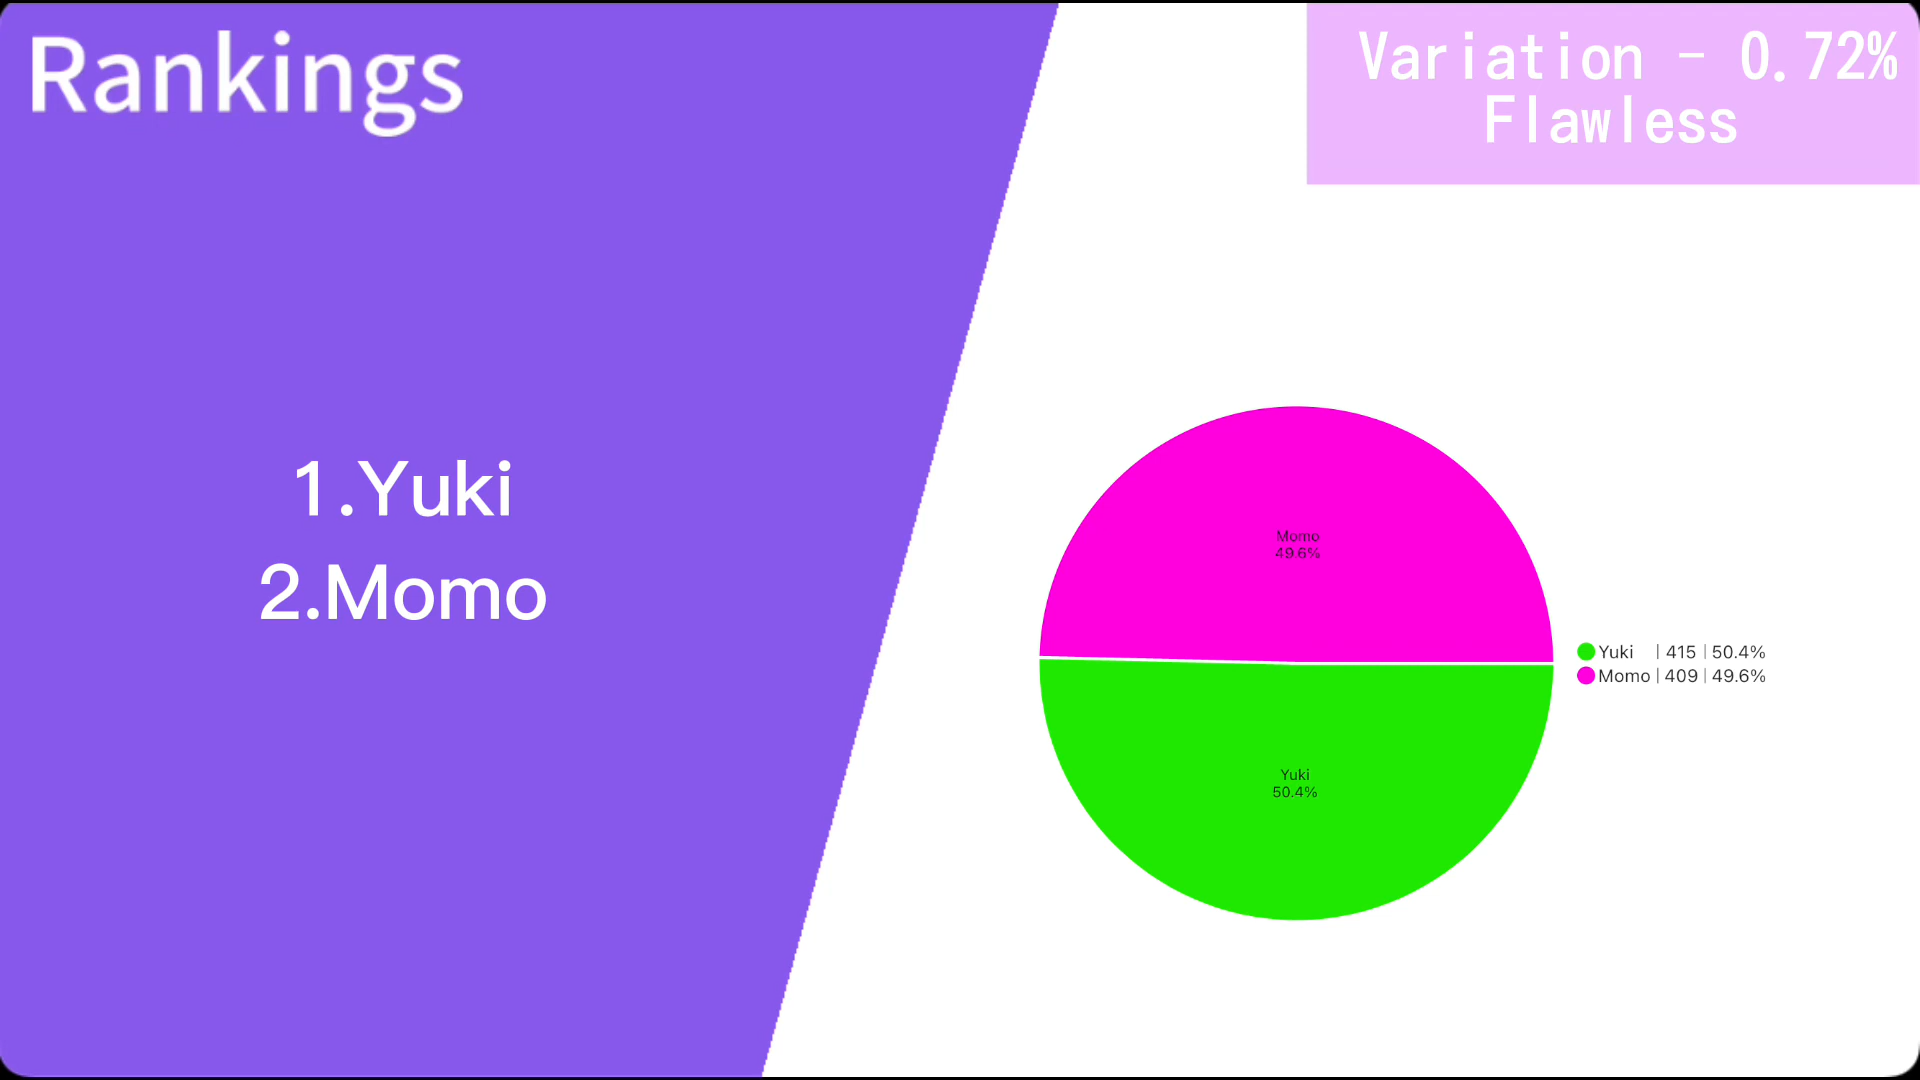 Rankings
Variation - 0.72%
Flawless
1.Yuki
2.Momo
Momo
49.6%
Yuki
50.4%
Yuki | 415 | 50.4%
Momo | 409 | 49.6%